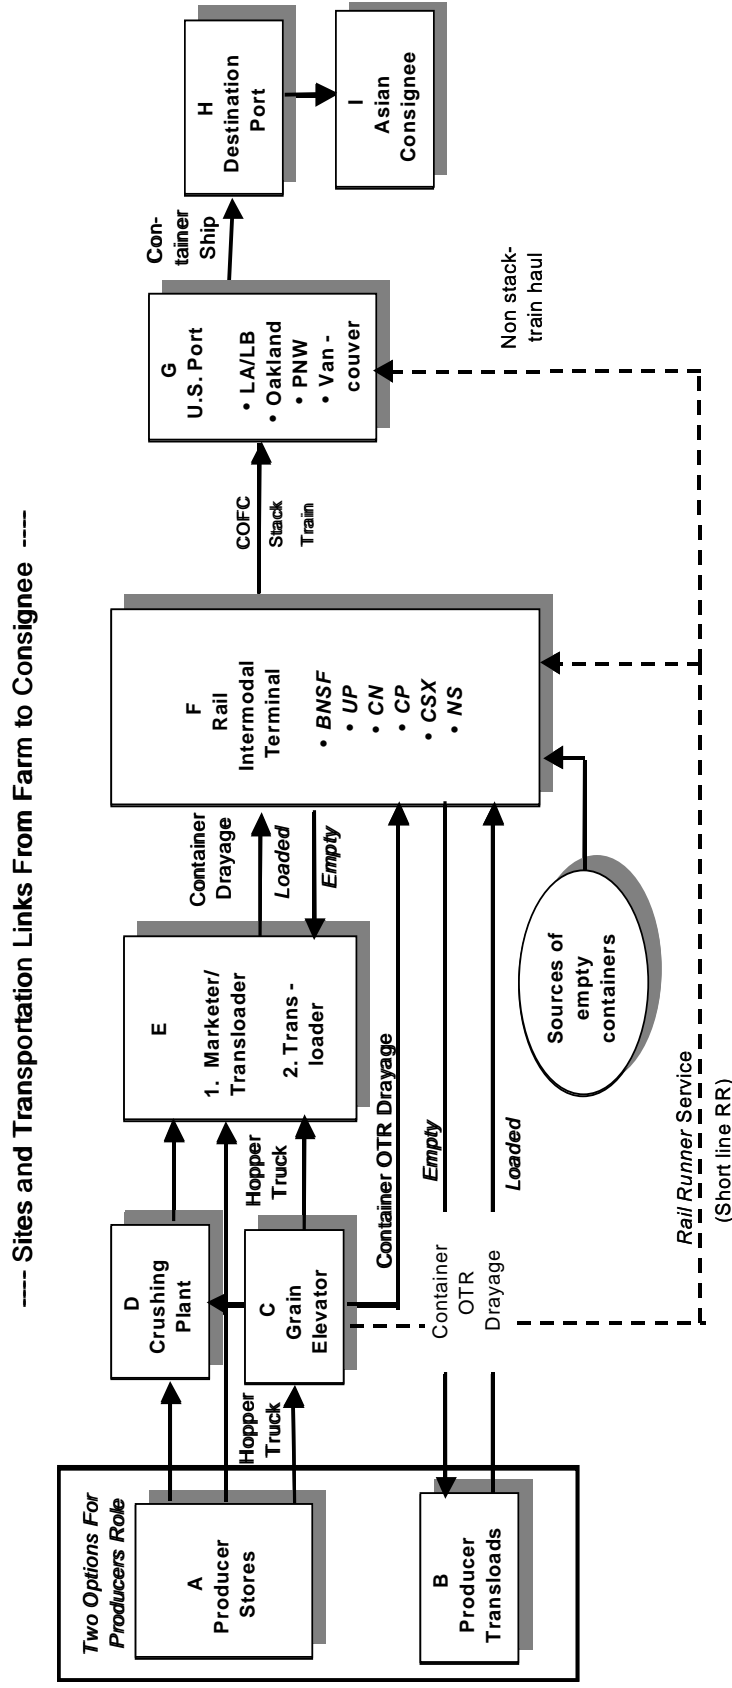 ---- Sites and Transportation Links From Farm to Consignee ----
Two Options For
Producers Role
A
Producer
Stores
B
Producer
Transloads
Hopper
Truck
D
Crushing
Plant
C
Grain
Elevator
Hopper
Truck
Container OTR Drayage
Container
OTR
Drayage
Empty
Loaded
E
1. Marketer/
Transloader
2. Trans -
loader
Container
Drayage
Loaded
Empty
Sources of
empty
containers
Rail Runner Service
(Short line RR)
F
Rail
Intermodal
Terminal
• BNSF
• UP
• CN
• CP
• CSX
• NS
COFC
Stack
Train
G
U.S. Port
• LA/LB
• Oakland
• PNW
• Van -
couver
Non stack-
train haul
Con-
tainer
Ship
H
Destination
Port
I
Asian
Consignee